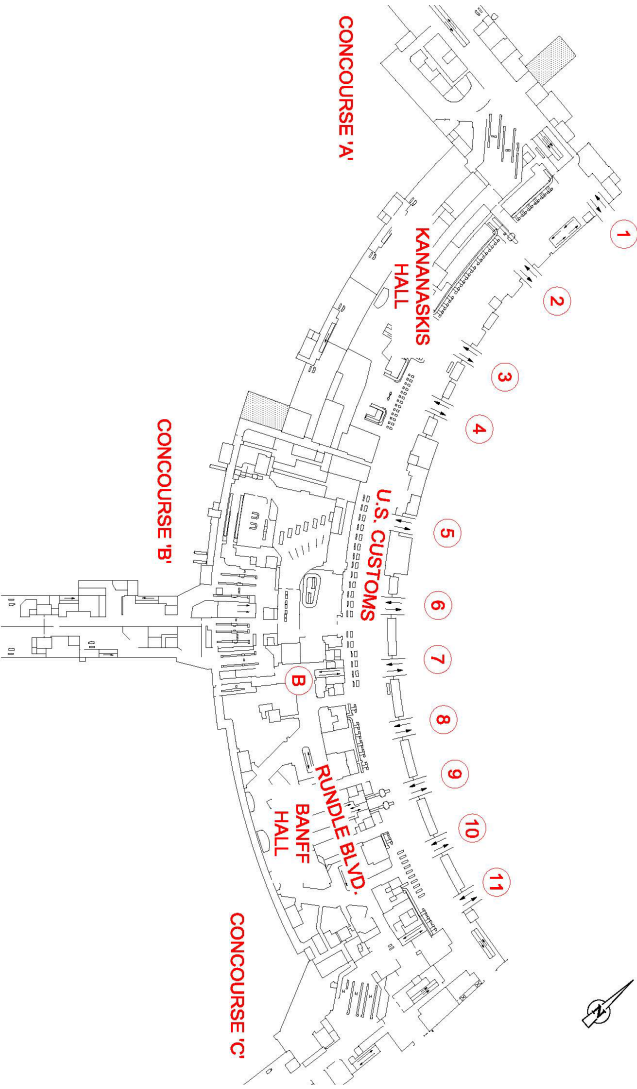 CONCOURSE 'A'
KANANASKIS
HALL
1
2
3
4
CONCOURSE 'B'
U.S. CUSTOMS
5
6
7
8
9
10
11
B
RUNDLE BLVD.
BANFF
HALL
CONCOURSE 'C'
N